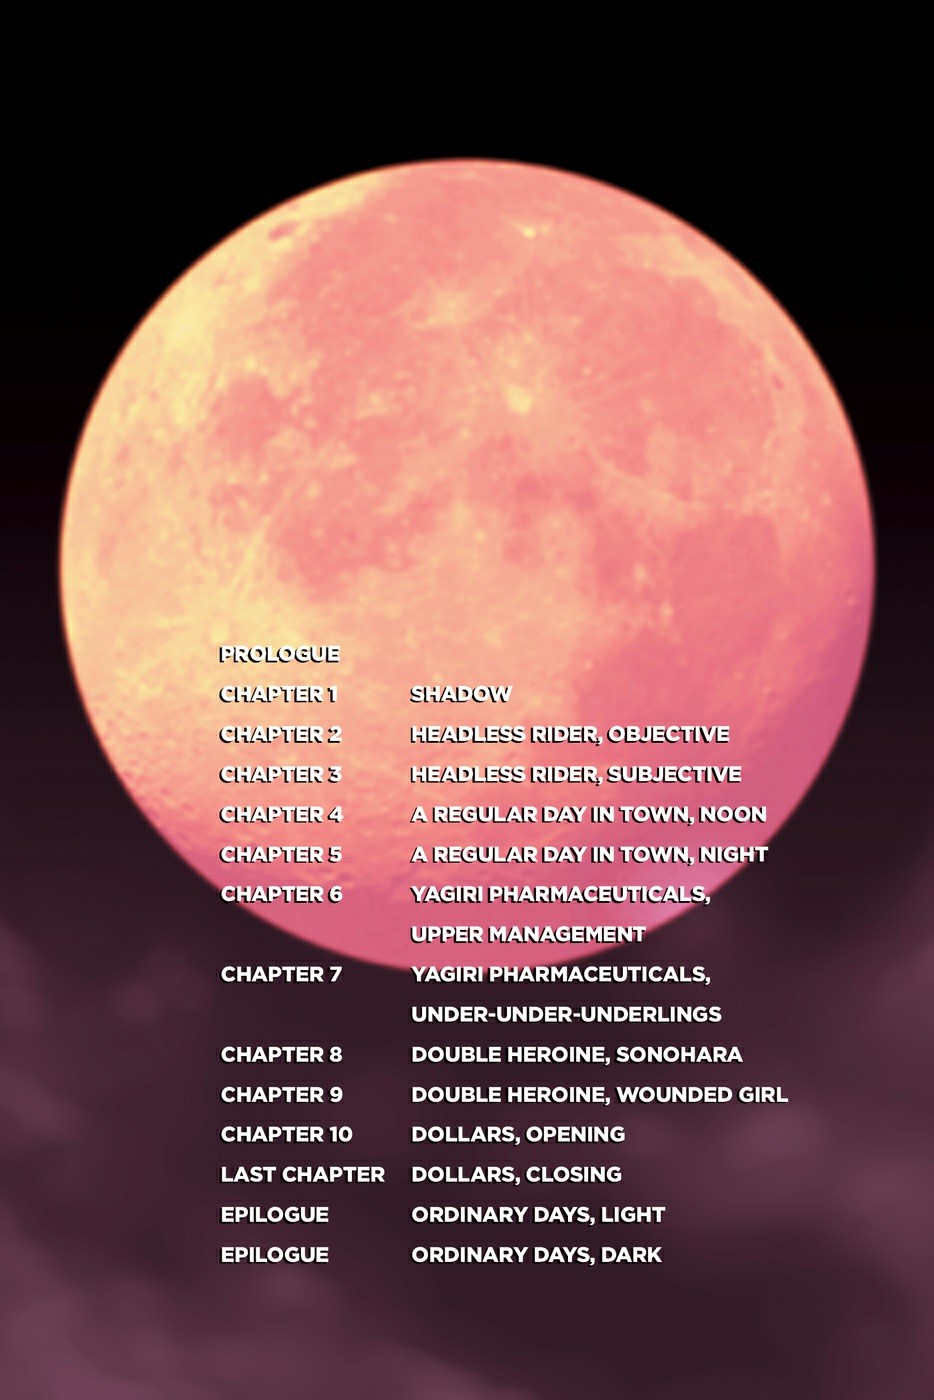 PROLOGUE
CHAPTER 1 SHADOW
CHAPTER 2 HEADLESS RIDER, OBJECTIVE
CHAPTER 3 HEADLESS RIDER, SUBJECTIVE
CHAPTER 4 A REGULAR DAY IN TOWN, NOON
CHAPTER 5 A REGULAR DAY IN TOWN, NIGHT
CHAPTER 6 YAGIRI PHARMACEUTICALS,
UPPER MANAGEMENT
CHAPTER 7 YAGIRI PHARMACEUTICALS,
UNDER-UNDER-UNDERLINGS
CHAPTER 8 DOUBLE HEROINE, SONOHARA
CHAPTER 9 DOUBLE HEROINE, WOUNDED GIRL
CHAPTER 10 DOLLARS, OPENING
LAST CHAPTER DOLLARS, CLOSING
EPILOGUE ORDINARY DAYS, LIGHT
EPILOGUE ORDINARY DAYS, DARK